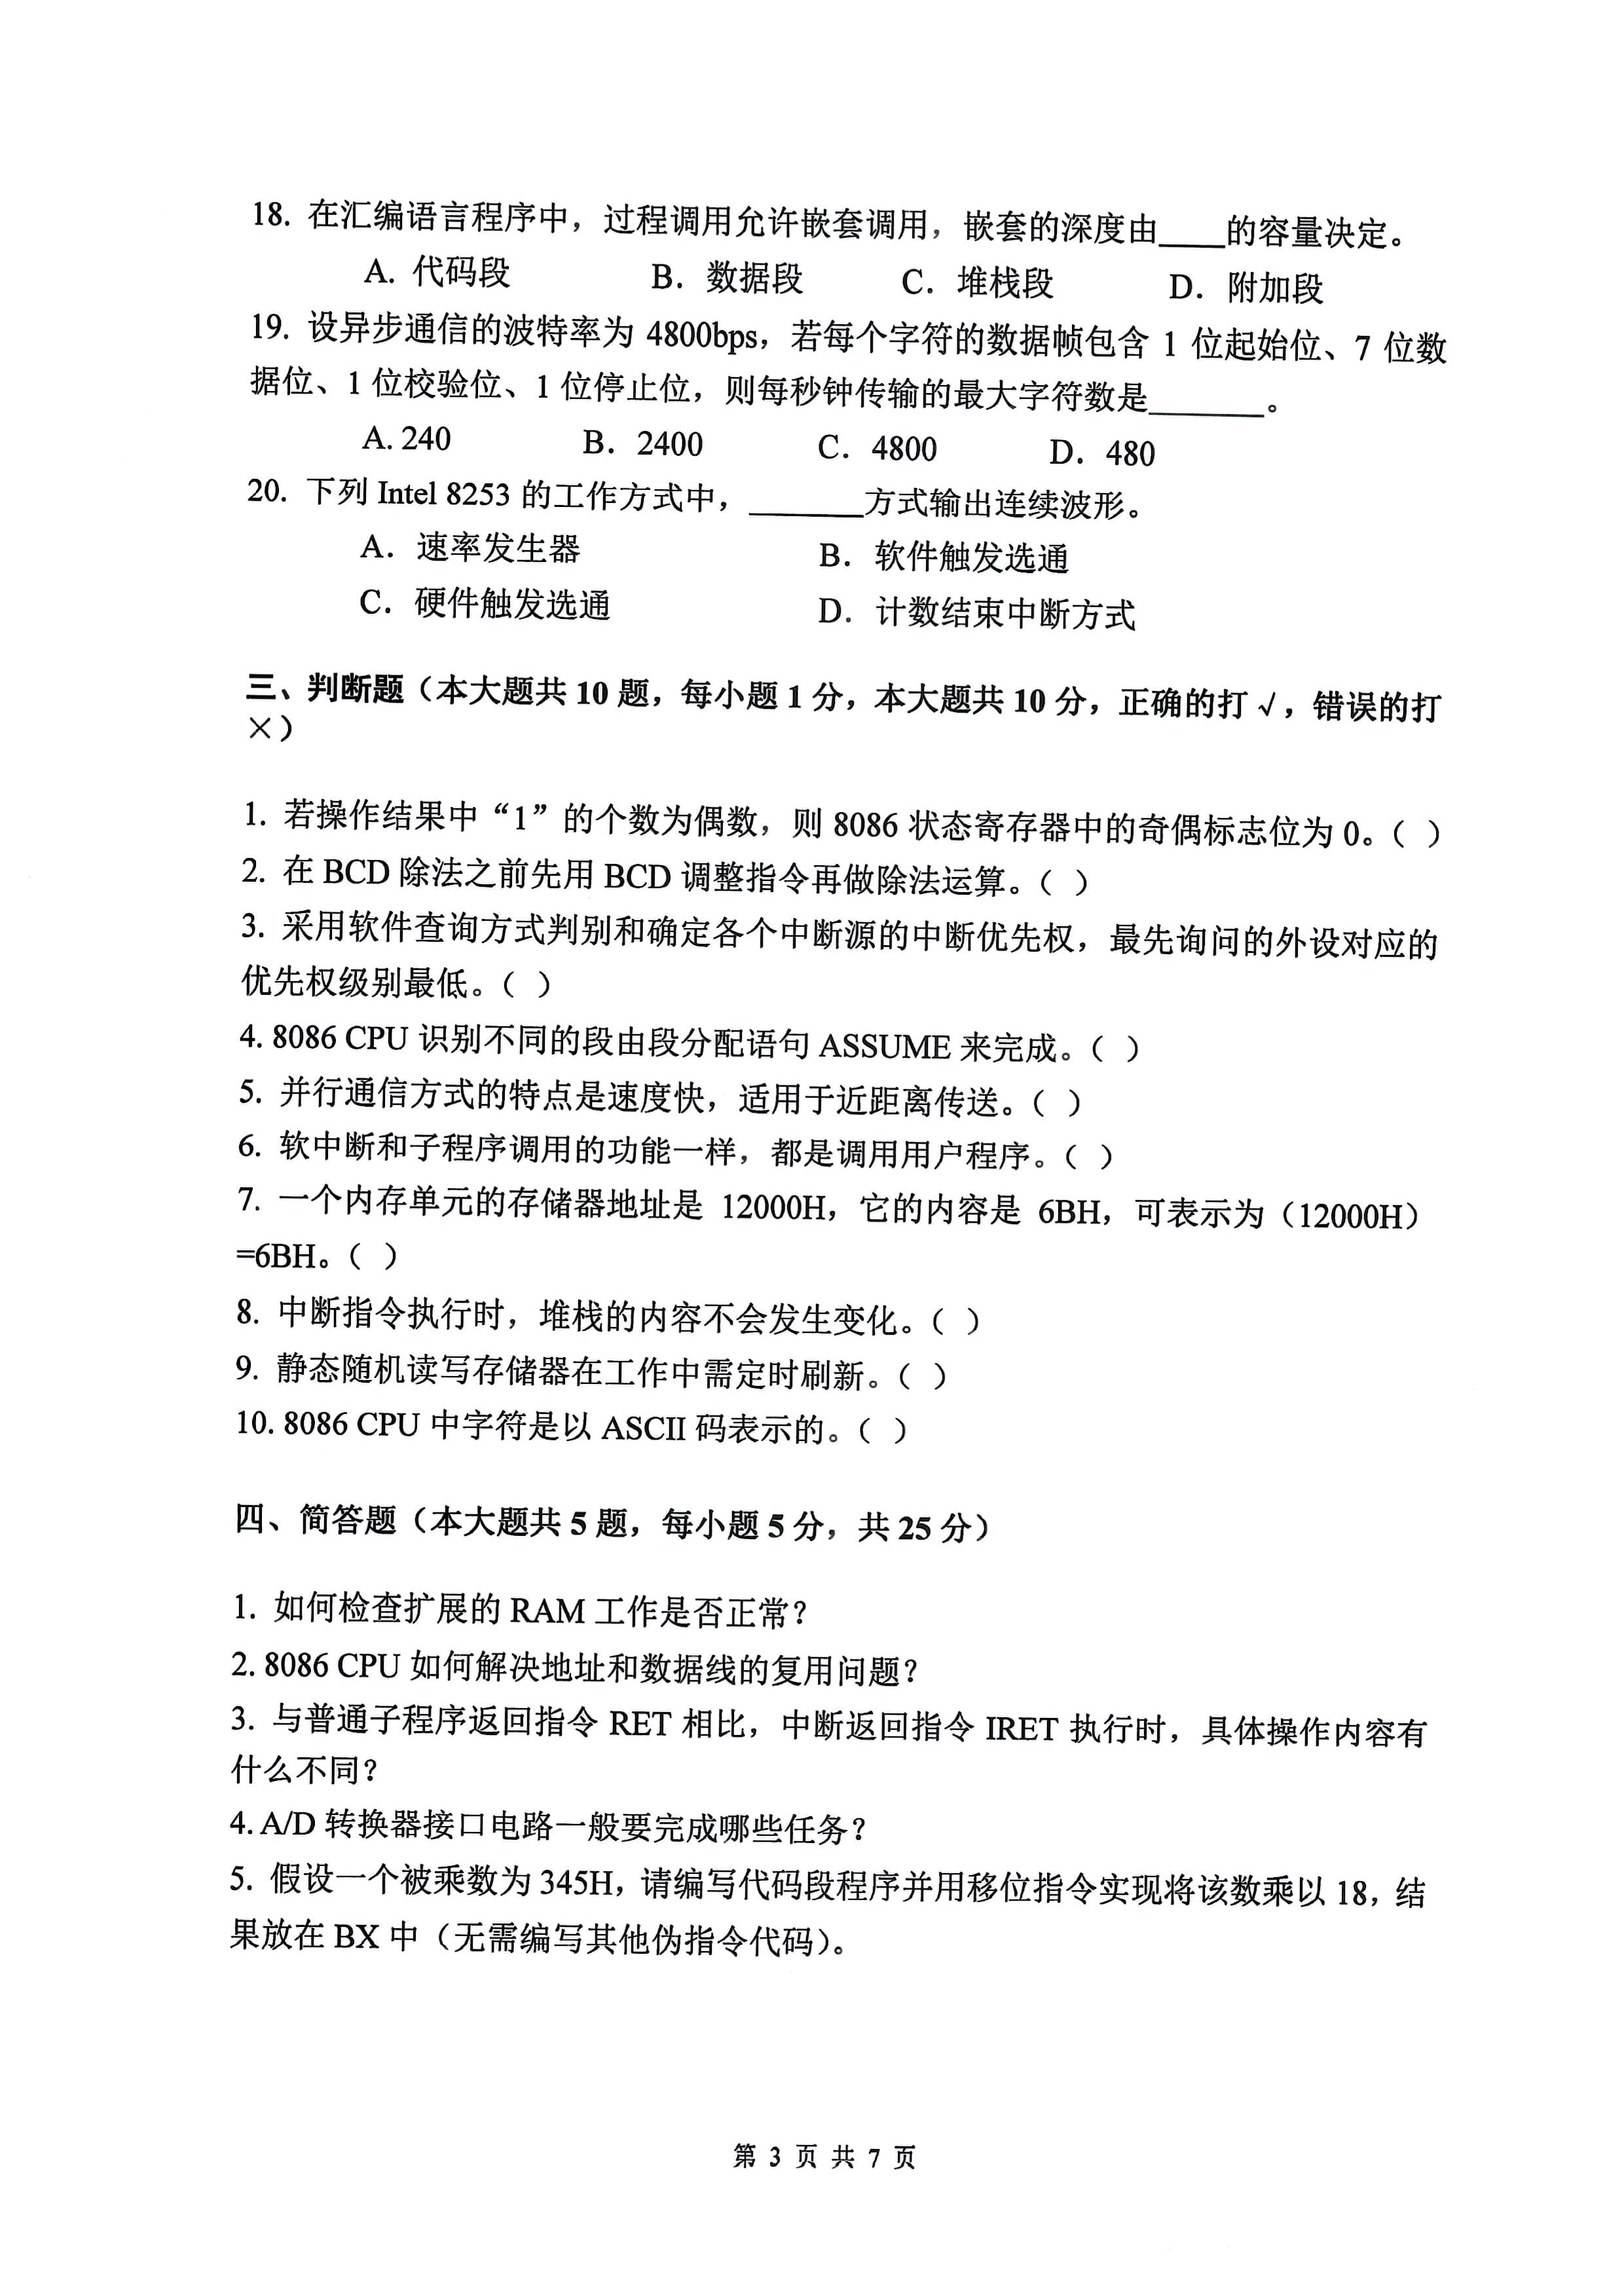 18. 在汇编语言程序中，过程调用允许嵌套调用，嵌套的深度由____的容量决定。
A. 代码段 B. 数据段 C. 堆栈段 D. 附加段
19. 设异步通信的波特率为 4800bps，若每个字符的数据帧包含 1 位起始位、7 位数
据位、1 位校验位、1 位停止位，则每秒钟传输的最大字符数是_______。
A. 240 B. 2400 C. 4800 D. 480
20. 下列 Intel 8253 的工作方式中，_______方式输出连续波形。
A. 速率发生器 B. 软件触发选通
C. 硬件触发选通 D. 计数结束中断方式
三、判断题（本大题共 10 题，每小题 1 分，本大题共 10 分，正确的打 √，错误的打
×）
1. 若操作结果中“1”的个数为偶数，则 8086 状态寄存器中的奇偶标志位为 0。（ ）
2. 在 BCD 除法之前先用 BCD 调整指令再做除法运算。（ ）
3. 采用软件查询方式判别和确定各个中断源的中断优先权，最先询问的外设对应的
优先权级别最低。（ ）
4. 8086 CPU 识别不同的段由段分配语句 ASSUME 来完成。（ ）
5. 并行通信方式的特点是速度快，适用于近距离传送。（ ）
6. 软中断和子程序调用的功能一样，都是调用用户程序。（ ）
7. 一个内存单元的存储器地址是 12000H，它的内容是 6BH，可表示为（12000H）
=6BH。（ ）
8. 中断指令执行时，堆栈的内容不会发生变化。（ ）
9. 静态随机读写存储器在工作中需定时刷新。（ ）
10. 8086 CPU 中字符是以 ASCII 码表示的。（ ）
四、简答题（本大题共 5 题，每小题 5 分，共 25 分）
1. 如何检查扩展的 RAM 工作是否正常？
2. 8086 CPU 如何解决地址和数据线的复用问题？
3. 与普通子程序返回指令 RET 相比，中断返回指令 IRET 执行时，具体操作内容有
什么不同？
4. A/D 转换器接口电路一般要完成哪些任务？
5. 假设一个被乘数为 345H，请编写代码段程序并用移位指令实现将该数乘以 18，结
果放在 BX 中（无需编写其他伪指令代码）。
第 3 页 共 7 页